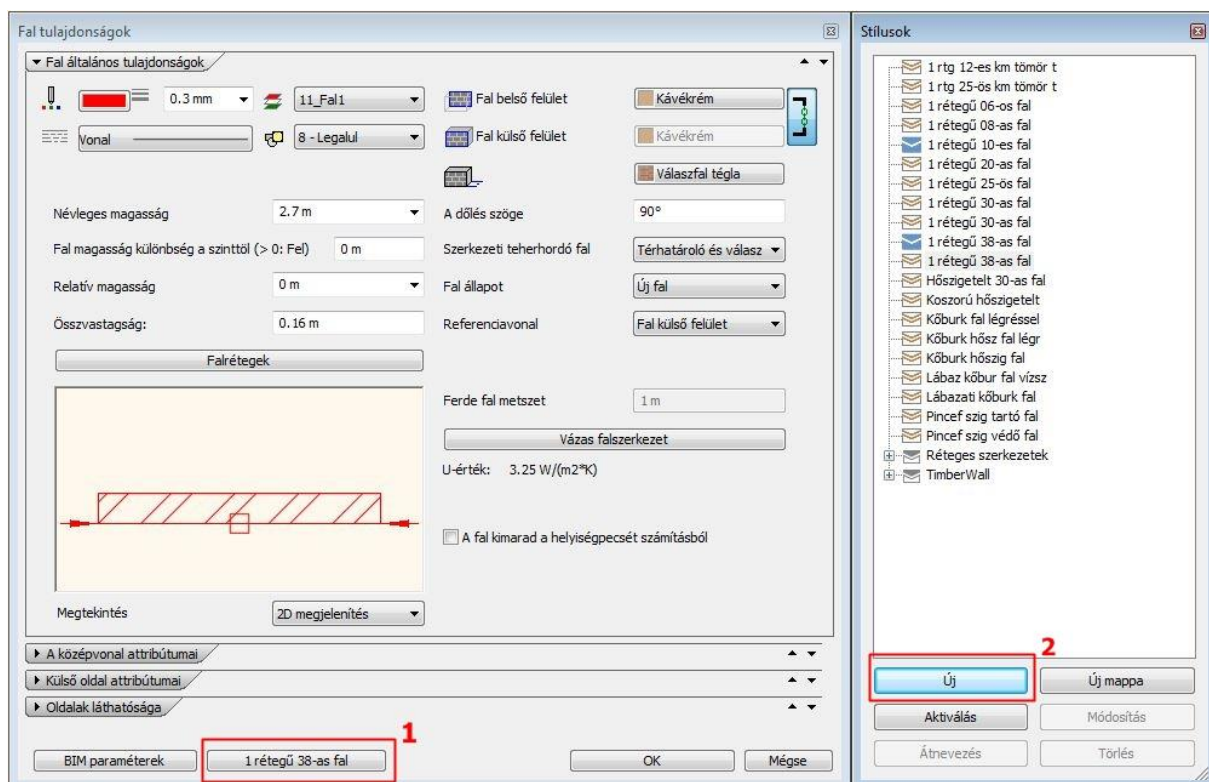 Fal tulajdonságok
Fal általános tulajdonságok
0.3 mm
11_Fal1
Vonal
8 - Legalul
Fal belső felület
Kávékrém
Fal külső felület
Kávékrém
Válaszfal tégla
Névleges magasság
2.7 m
A dőlés szöge
90°
Fal magasság különbség a szinttöl (> 0: Fel)
0 m
Szerkezeti teherhordó fal
Térhatároló és válasz
Relatív magasság
0 m
Fal állapot
Új fal
Összvastagság:
0.16 m
Referenciavonal
Fal külső felület
Falrétegek
Ferde fal metszet
1 m
Vázas falszerkezet
U-érték: 3.25 W/(m2*K)
A fal kimarad a helyiségpecsét számításból
Megtekintés
2D megjelenítés
A középvonal attribútumai
Külső oldal attribútumai
Oldalak láthatósága
1
BIM paraméterek
1 rétegű 38-as fal
OK
Mégse
Stílusok
1 rtg 12-es km tömör t
1 rtg 25-ös km tömör t
1 rétegű 06-os fal
1 rétegű 08-as fal
1 rétegű 10-es fal
1 rétegű 20-as fal
1 rétegű 25-ös fal
1 rétegű 30-as fal
1 rétegű 30-as fal
1 rétegű 38-as fal
1 rétegű 38-as fal
Hőszigetelt 30-as fal
Koszorú hőszigetelt
Kőburk fal légréssel
Kőburk hősz fal légr
Kőburk hőszig fal
Lábaz kőbur fal vízsz
Lábazati kőburk fal
Pincef szig tartó fal
Pincef szig védő fal
Réteges szerkezetek
TimberWall
2
Új
Új mappa
Aktiválás
Módosítás
Átnevezés
Törlés